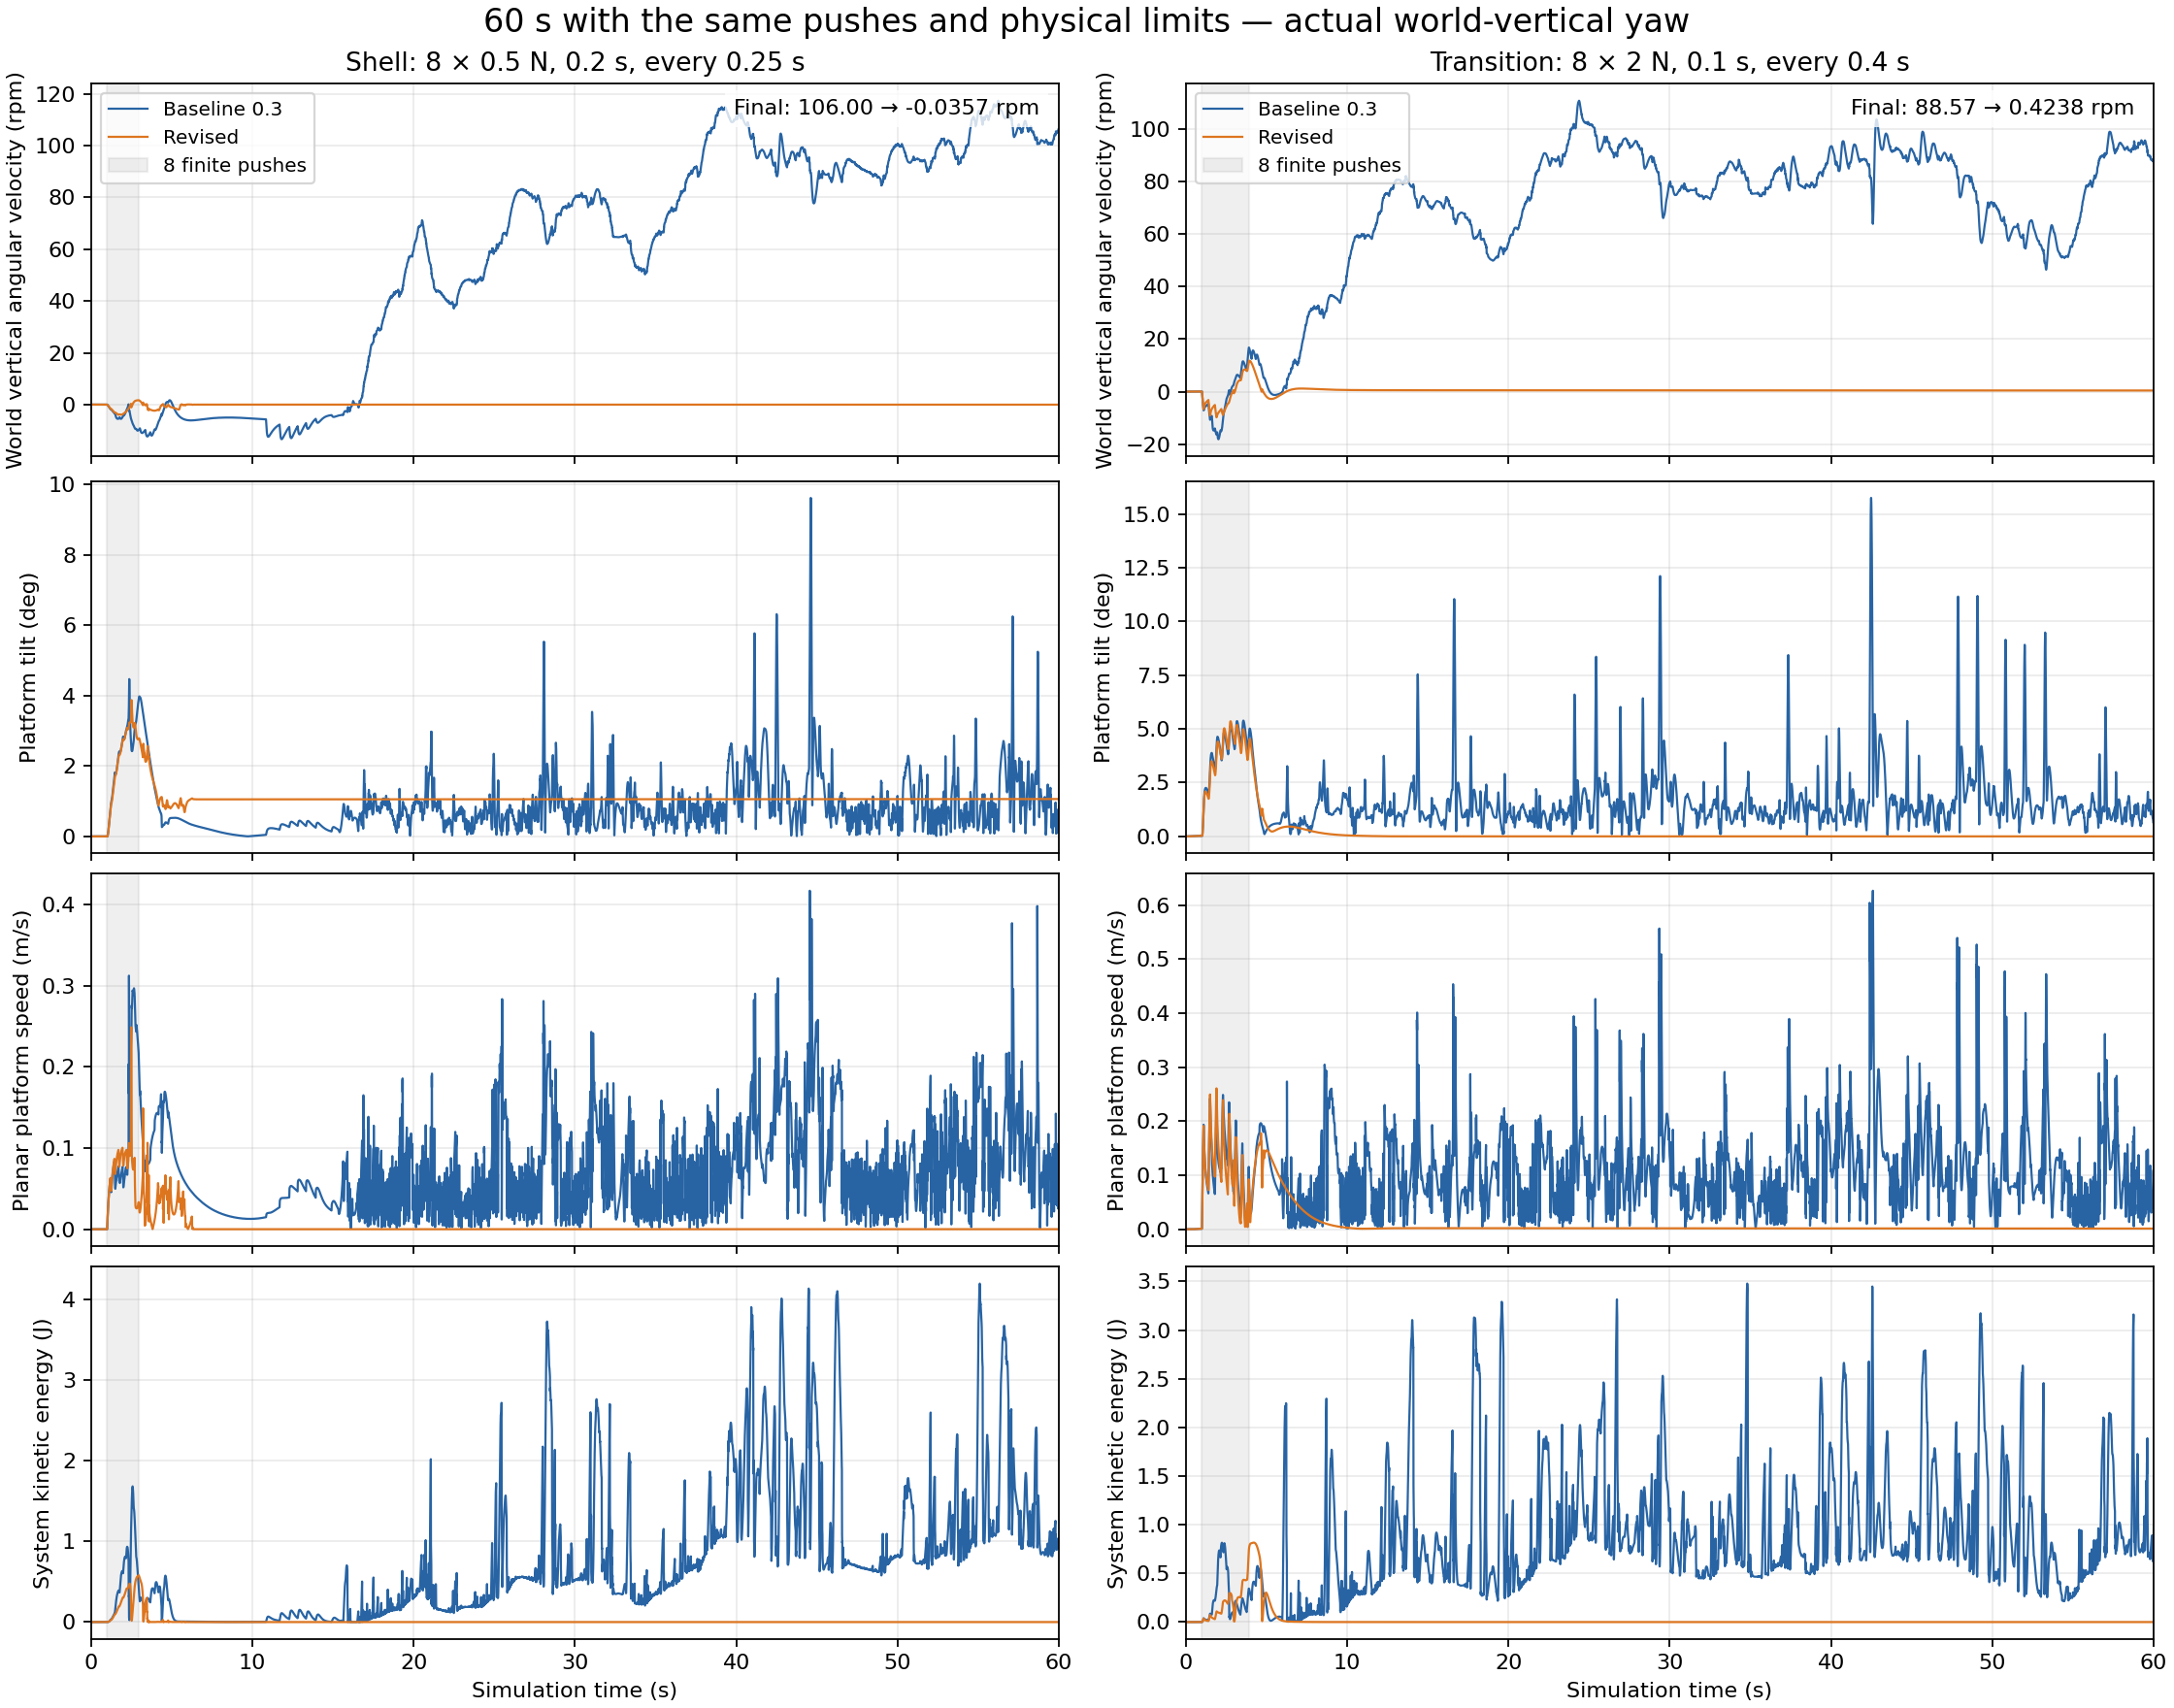 60 s with the same pushes and physical limits — actual world-vertical yaw
Shell: 8 × 0.5 N, 0.2 s, every 0.25 s
World vertical angular velocity (rpm)
120
100
80
60
40
20
0
Baseline 0.3
Revised
8 finite pushes
Final: 106.00 → -0.0357 rpm
Transition: 8 × 2 N, 0.1 s, every 0.4 s
World vertical angular velocity (rpm)
100
80
60
40
20
0
−20
Baseline 0.3
Revised
8 finite pushes
Final: 88.57 → 0.4238 rpm
Platform tilt (deg)
10
8
6
4
2
0
Platform tilt (deg)
15.0
12.5
10.0
7.5
5.0
2.5
0.0
Planar platform speed (m/s)
0.4
0.3
0.2
0.1
0.0
Planar platform speed (m/s)
0.6
0.5
0.4
0.3
0.2
0.1
0.0
System kinetic energy (J)
4
3
2
1
0
0 10 20 30 40 50 60
Simulation time (s)
System kinetic energy (J)
3.5
3.0
2.5
2.0
1.5
1.0
0.5
0.0
0 10 20 30 40 50 60
Simulation time (s)